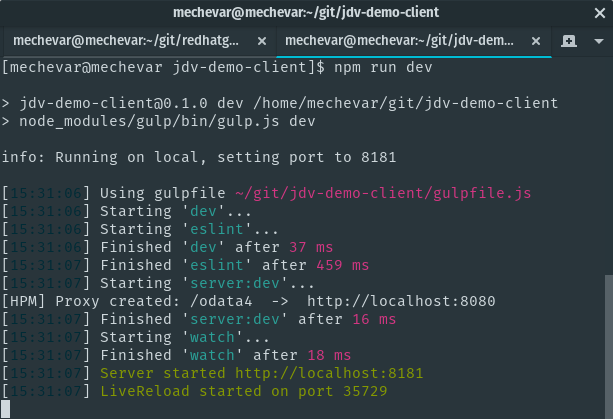 mechevar@mechevar:~/git/jdv-demo-client
mechevar@mechevar:~/git/redhatg... × mechevar@mechevar:~/git/jdv-dem... ×
[mechevar@mechevar jdv-demo-client]$ npm run dev
> jdv-demo-client@0.1.0 dev /home/mechevar/git/jdv-demo-client
> node_modules/gulp/bin/gulp.js dev
info: Running on local, setting port to 8181
[15:31:06] Using gulpfile ~/git/jdv-demo-client/gulpfile.js
[15:31:06] Starting 'dev'...
[15:31:06] Starting 'eslint'...
[15:31:06] Finished 'dev' after 37 ms
[15:31:07] Finished 'eslint' after 459 ms
[15:31:07] Starting 'server:dev'...
[HPM] Proxy created: /odata4  ->  http://localhost:8080
[15:31:07] Finished 'server:dev' after 16 ms
[15:31:07] Starting 'watch'...
[15:31:07] Finished 'watch' after 18 ms
[15:31:07] Server started http://localhost:8181
[15:31:07] LiveReload started on port 35729